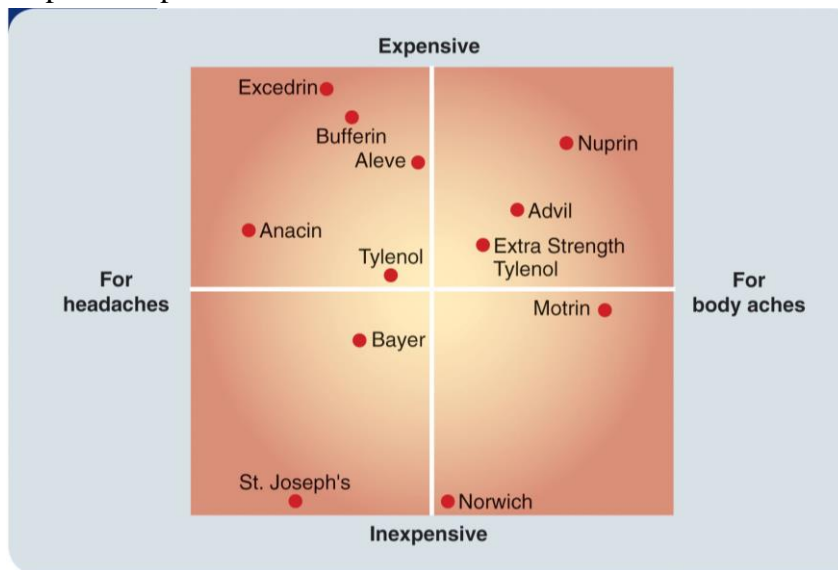 Expensive
Excedrin
Bufferin
Aleve
Nuprin
Advil
Anacin
Extra Strength
Tylenol
Tylenol
For
headaches
For
body aches
Motrin
Bayer
St. Joseph's
Norwich
Inexpensive